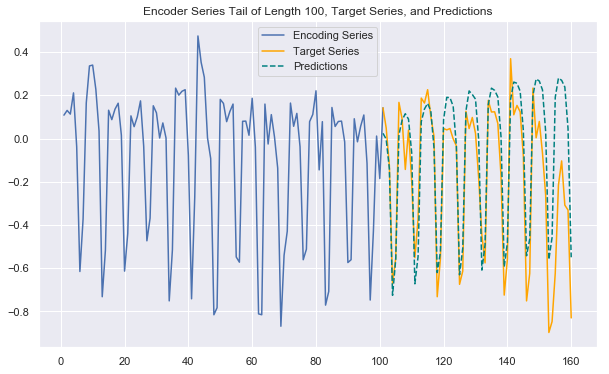 Encoder Series Tail of Length 100, Target Series, and Predictions
Encoding Series
Target Series
Predictions
0.4
0.2
0.0
−0.2
−0.4
−0.6
−0.8
0 20 40 60 80 100 120 140 160